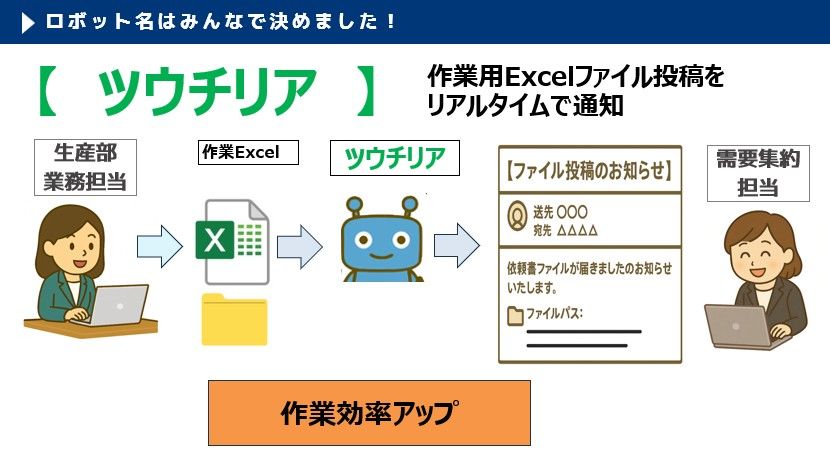 ロボット名はみんなで決めました！
【 ツウチリア 】
作業用Excelファイル投稿を
リアルタイムで通知
生産部
業務担当
作業Excel
ツウチリア
X
【ファイル投稿のお知らせ】
送先 〇〇〇
宛先 △△△△
依頼書ファイルが届きましたのお知らせ
いたします。
ファイルパス:
需要集約
担当
作業効率アップ